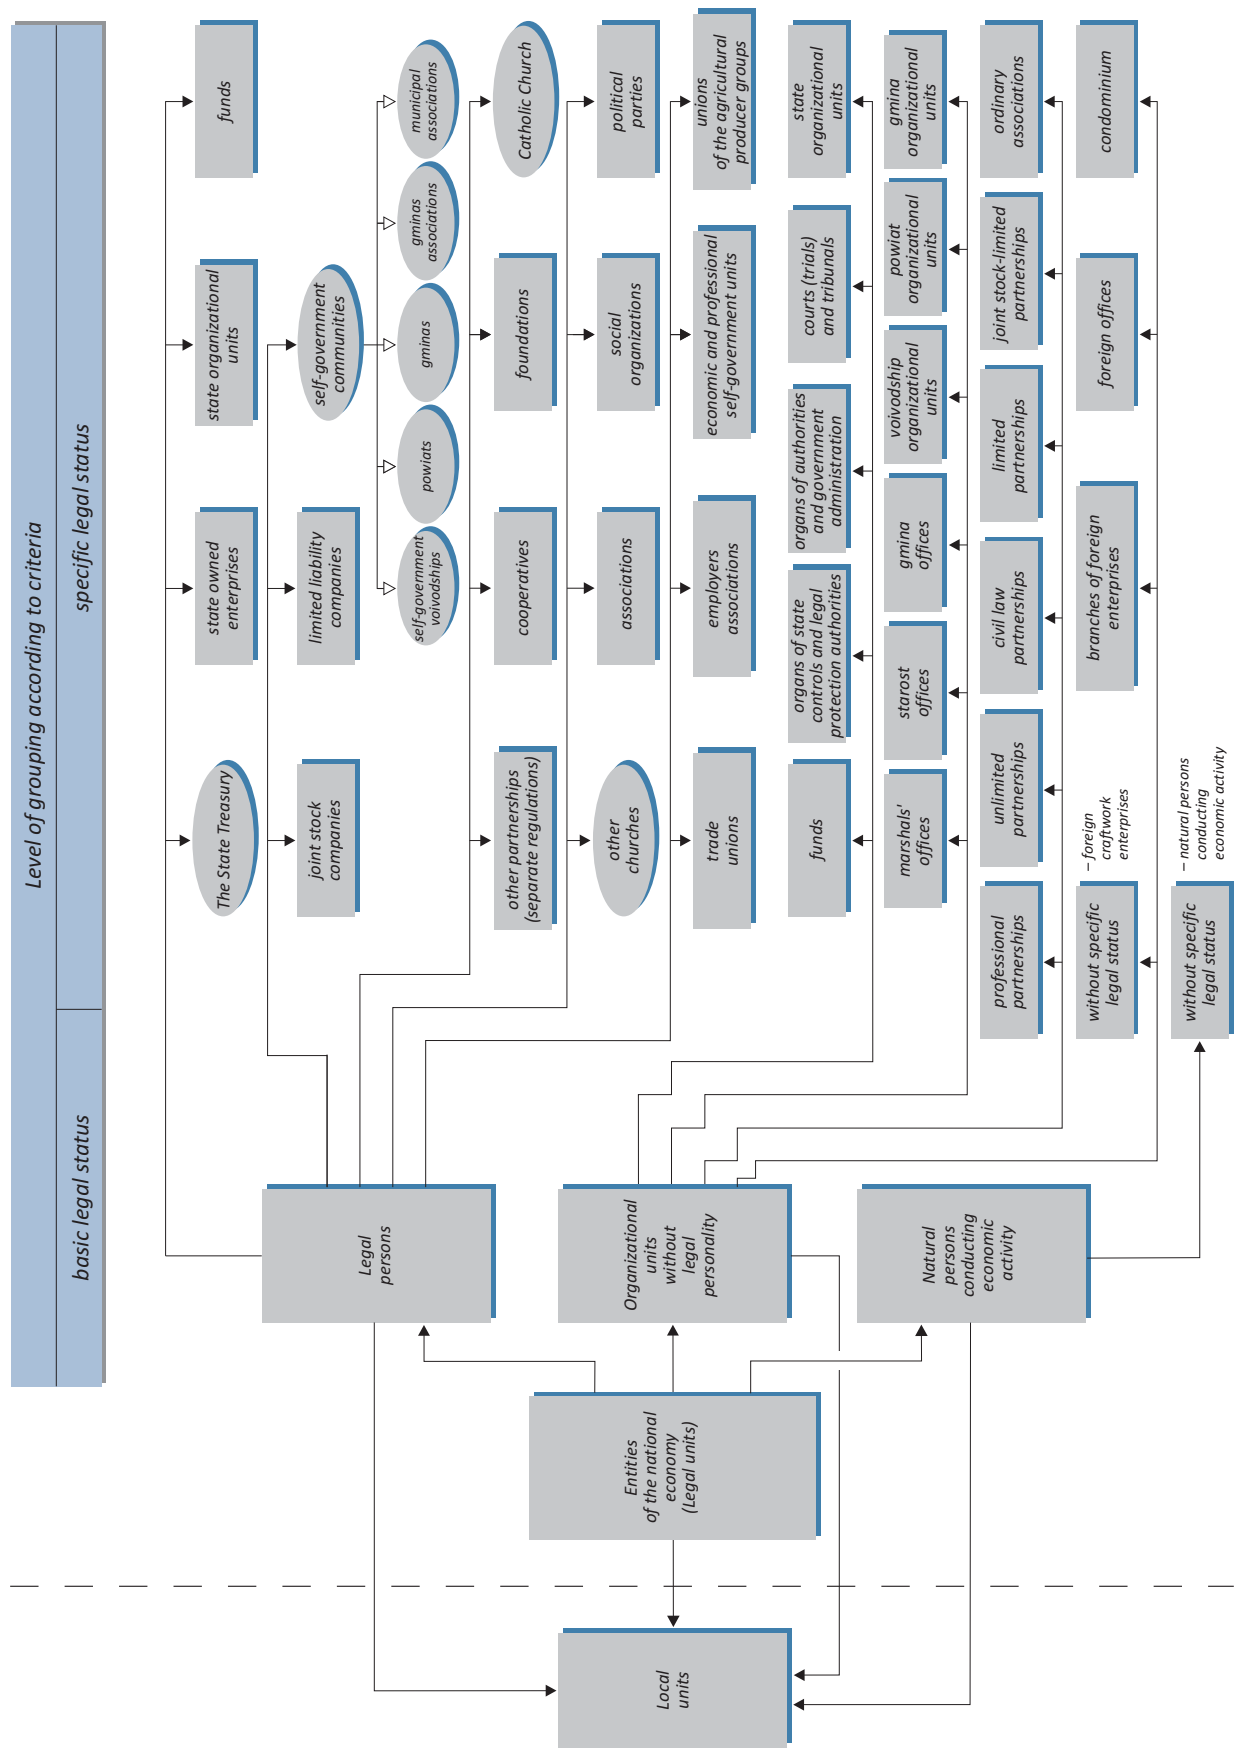 Level of grouping according to criteria
basic legal status
specific legal status
The State Treasury
state owned
enterprises
state organizational
units
funds
joint stock
companies
limited liability
companies
self-government
communities
Legal
persons
self-government
voivodships
powiats
gminas
gminas
associations
municipal
associations
other partnerships
(separate regulations)
cooperatives
foundations
Catholic Church
other
churches
associations
social
organizations
political
parties
Local
units
Entities
of the national
economy
(Legal units)
Organizational
units
without
legal
personality
trade
unions
employers
associations
economic and professional
self-government units
unions
of the agricultural
producer groups
funds
organs of state
controls and legal
protection authorities
organs of authorities
and government
administration
courts (trials)
and tribunals
state
organizational
units
marshals'
offices
starost
offices
gmina
offices
voivodship
organizational
units
powiat
organizational
units
gmina
organizational
units
Natural
persons
conducting
economic
activity
professional
partnerships
unlimited
partnerships
civil law
partnerships
limited
partnerships
joint stock-limited
partnerships
ordinary
associations
without specific
legal status
– foreign
craftwork
enterprises
branches of foreign
enterprises
foreign offices
condominium
without specific
legal status
– natural persons
conducting
economic activity